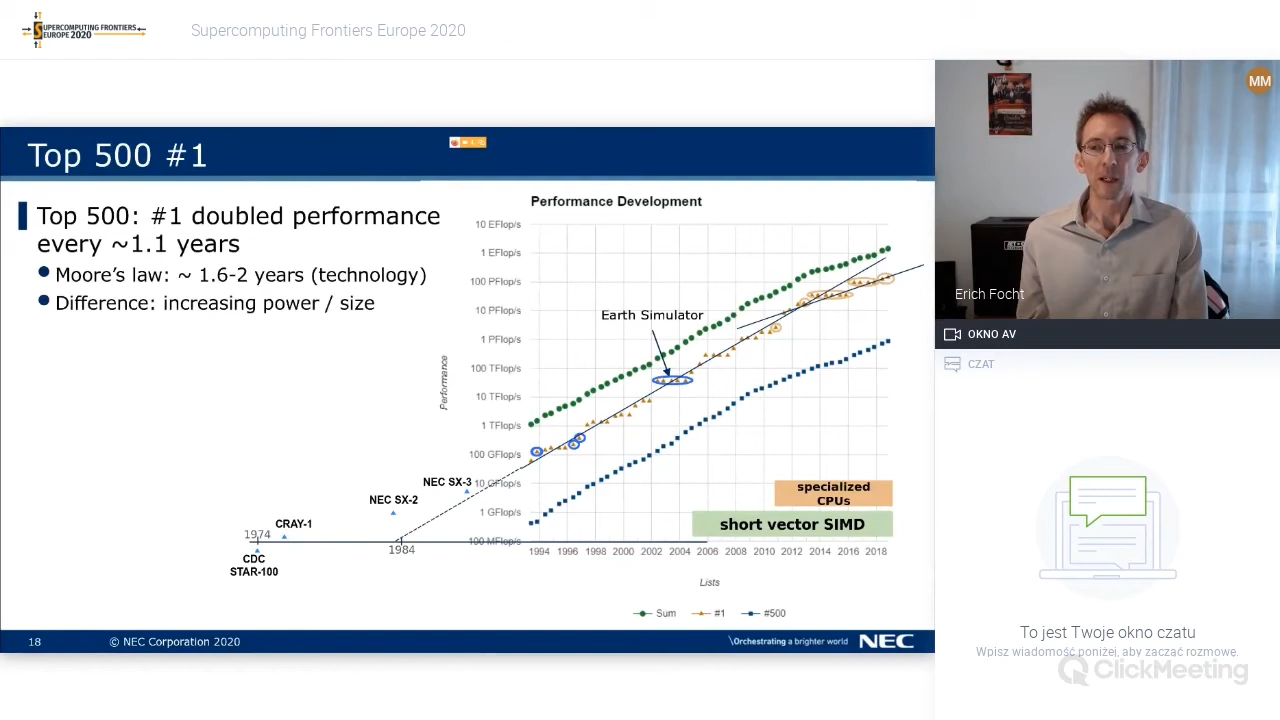 SUPERCOMPUTING FRONTIERS
EUROPE 2020
Supercomputing Frontiers Europe 2020
Top 500 #1
Top 500: #1 doubled performance
every ~1.1 years
Moore's law: ~ 1.6-2 years (technology)
Difference: increasing power / size
Performance Development
10 EFlop/s
1 EFlop/s
100 PFlop/s
10 PFlop/s
1 PFlop/s
100 TFlop/s
10 TFlop/s
1 TFlop/s
100 GFlop/s
10 GFlop/s
1 GFlop/s
100 MFlop/s
Performance
Earth Simulator
NEC SX-3
NEC SX-2
CRAY-1
1974
CDC
STAR-100
1984
specialized
CPUs
short vector SIMD
1994 1996 1998 2000 2002 2004 2006 2008 2010 2012 2014 2016 2018
Lists
Sum #1 #500
18 © NEC Corporation 2020 \Orchestrating a brighter world NEC
MM
Erich Focht
OKNO AV
CZAT
To jest Twoje okno czatu
Wpisz wiadomość poniżej, aby zacząć rozmowę.
ClickMeeting